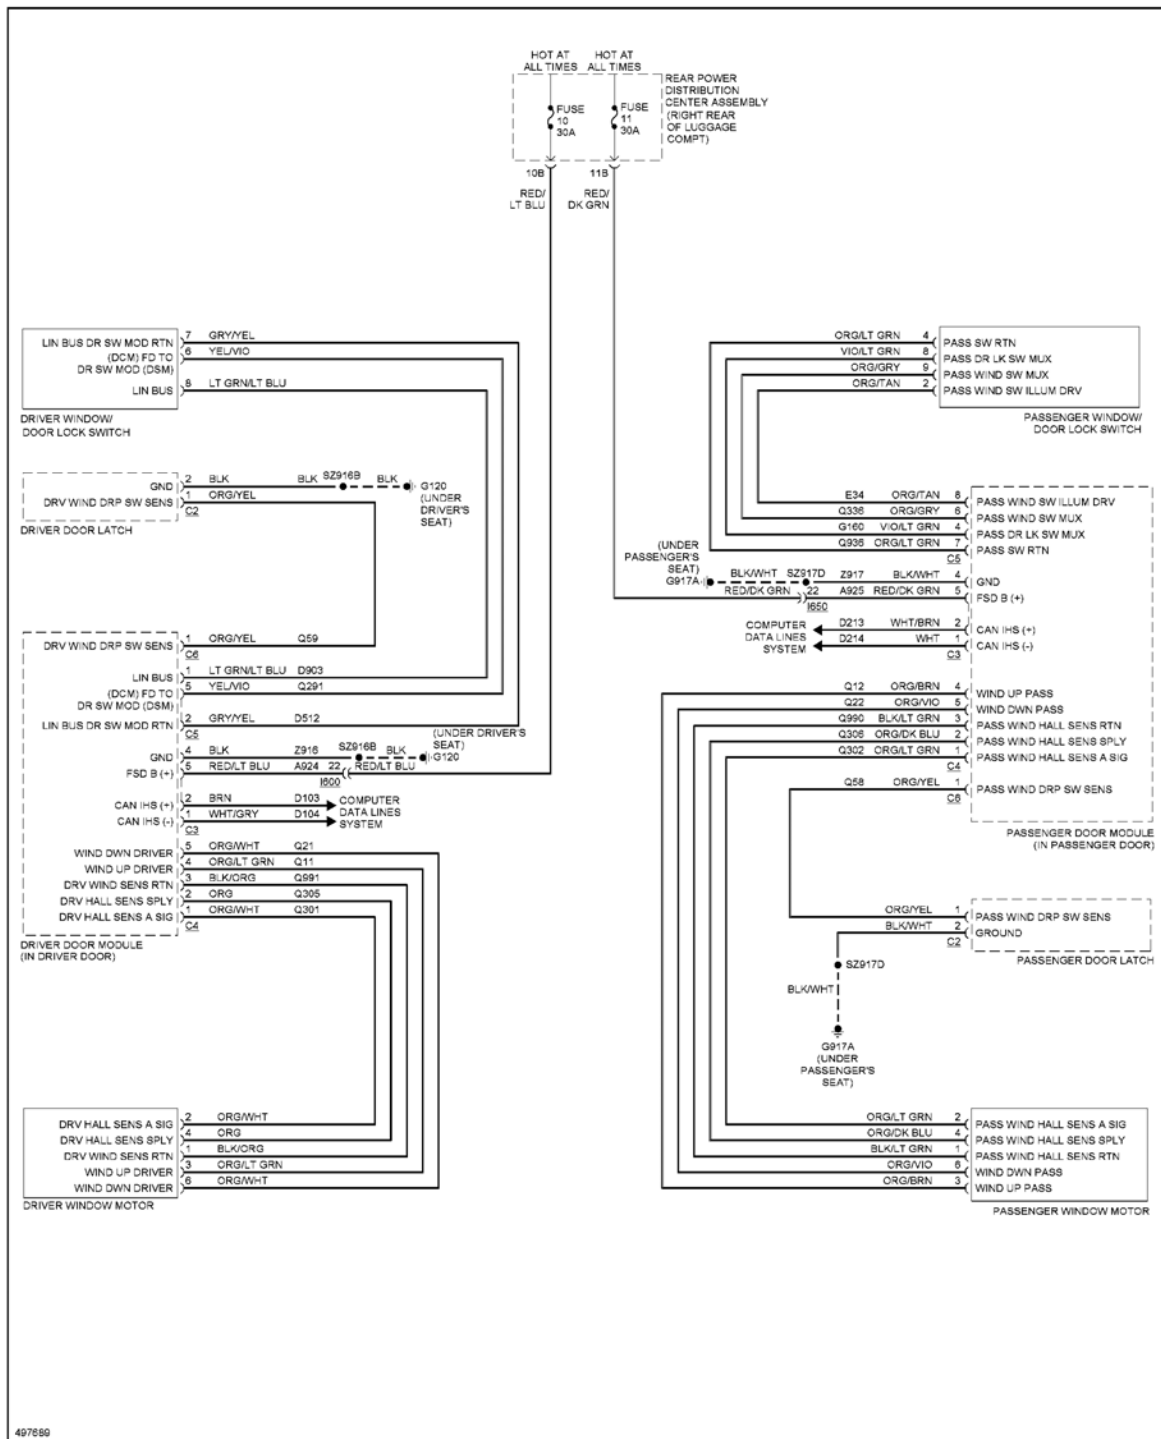 HOT AT
ALL TIMES
HOT AT
ALL TIMES
FUSE
10
30A
FUSE
11
30A
REAR POWER
DISTRIBUTION
CENTER ASSEMBLY
(RIGHT REAR
OF LUGGAGE
COMPT)
10B
11B
RED/
LT BLU
RED/
DK GRN
LIN BUS DR SW MOD RTN 7 GRY/YEL
(DCM) FD TO
DR SW MOD (DSM) 6 YEL/VIO
LIN BUS 8 LT GRN/LT BLU
DRIVER WINDOW/
DOOR LOCK SWITCH
ORG/LT GRN 4 PASS SW RTN
VIO/LT GRN 8 PASS DR LK SW MUX
ORG/GRY 9 PASS WIND SW MUX
ORG/TAN 2 PASS WIND SW ILLUM DRV
PASSENGER WINDOW/
DOOR LOCK SWITCH
GND 2 BLK BLK SZ916B BLK G120
(UNDER
DRIVER'S
SEAT)
DRV WIND DRP SW SENS 1 ORG/YEL
C2
DRIVER DOOR LATCH
E34 ORG/TAN 8 PASS WIND SW ILLUM DRV
Q336 ORG/GRY 6 PASS WIND SW MUX
G160 VIO/LT GRN 4 PASS DR LK SW MUX
Q936 ORG/LT GRN 7 PASS SW RTN
C5
(UNDER
PASSENGER'S
SEAT)
G917A BLK/WHT SZ917D Z917 BLK/WHT 4 GND
RED/DK GRN 22 A925 RED/DK GRN 5 FSD B (+)
I650
COMPUTER
DATA LINES
SYSTEM
D213 WHT/BRN 2 CAN IHS (+)
D214 WHT 1 CAN IHS (-)
C3
DRV WIND DRP SW SENS 1 ORG/YEL Q59
C6
LIN BUS 1 LT GRN/LT BLU D903
(DCM) FD TO
DR SW MOD (DSM) 5 YEL/VIO Q291
LIN BUS DR SW MOD RTN 2 GRY/YEL D512
C5
(UNDER DRIVER'S
SEAT)
GND 4 BLK Z916 SZ916B BLK G120
FSD B (+) 5 RED/LT BLU A924 22 RED/LT BLU
I600
CAN IHS (+) 2 BRN D103
CAN IHS (-) 1 WHT/GRY D104
C3
COMPUTER
DATA LINES
SYSTEM
WIND DWN DRIVER 5 ORG/WHT Q21
WIND UP DRIVER 4 ORG/LT GRN Q11
DRV WIND SENS RTN 3 BLK/ORG Q991
DRV HALL SENS SPLY 2 ORG Q305
DRV HALL SENS A SIG 1 ORG/WHT Q301
C4
DRIVER DOOR MODULE
(IN DRIVER DOOR)
Q12 ORG/BRN 4 WIND UP PASS
Q22 ORG/VIO 5 WIND DWN PASS
Q990 BLK/LT GRN 3 PASS WIND HALL SENS RTN
Q306 ORG/DK BLU 2 PASS WIND HALL SENS SPLY
Q302 ORG/LT GRN 1 PASS WIND HALL SENS A SIG
C4
Q58 ORG/YEL 1 PASS WIND DRP SW SENS
C6
PASSENGER DOOR MODULE
(IN PASSENGER DOOR)
ORG/YEL 1 PASS WIND DRP SW SENS
BLK/WHT 2 GROUND
C2
PASSENGER DOOR LATCH
SZ917D
BLK/WHT
G917A
(UNDER
PASSENGER'S
SEAT)
DRV HALL SENS A SIG 2 ORG/WHT
DRV HALL SENS SPLY 4 ORG
DRV WIND SENS RTN 1 BLK/ORG
WIND UP DRIVER 3 ORG/LT GRN
WIND DWN DRIVER 6 ORG/WHT
DRIVER WINDOW MOTOR
ORG/LT GRN 2 PASS WIND HALL SENS A SIG
ORG/DK BLU 4 PASS WIND HALL SENS SPLY
BLK/LT GRN 1 PASS WIND HALL SENS RTN
ORG/VIO 6 WIND DWN PASS
ORG/BRN 3 WIND UP PASS
PASSENGER WINDOW MOTOR
497689